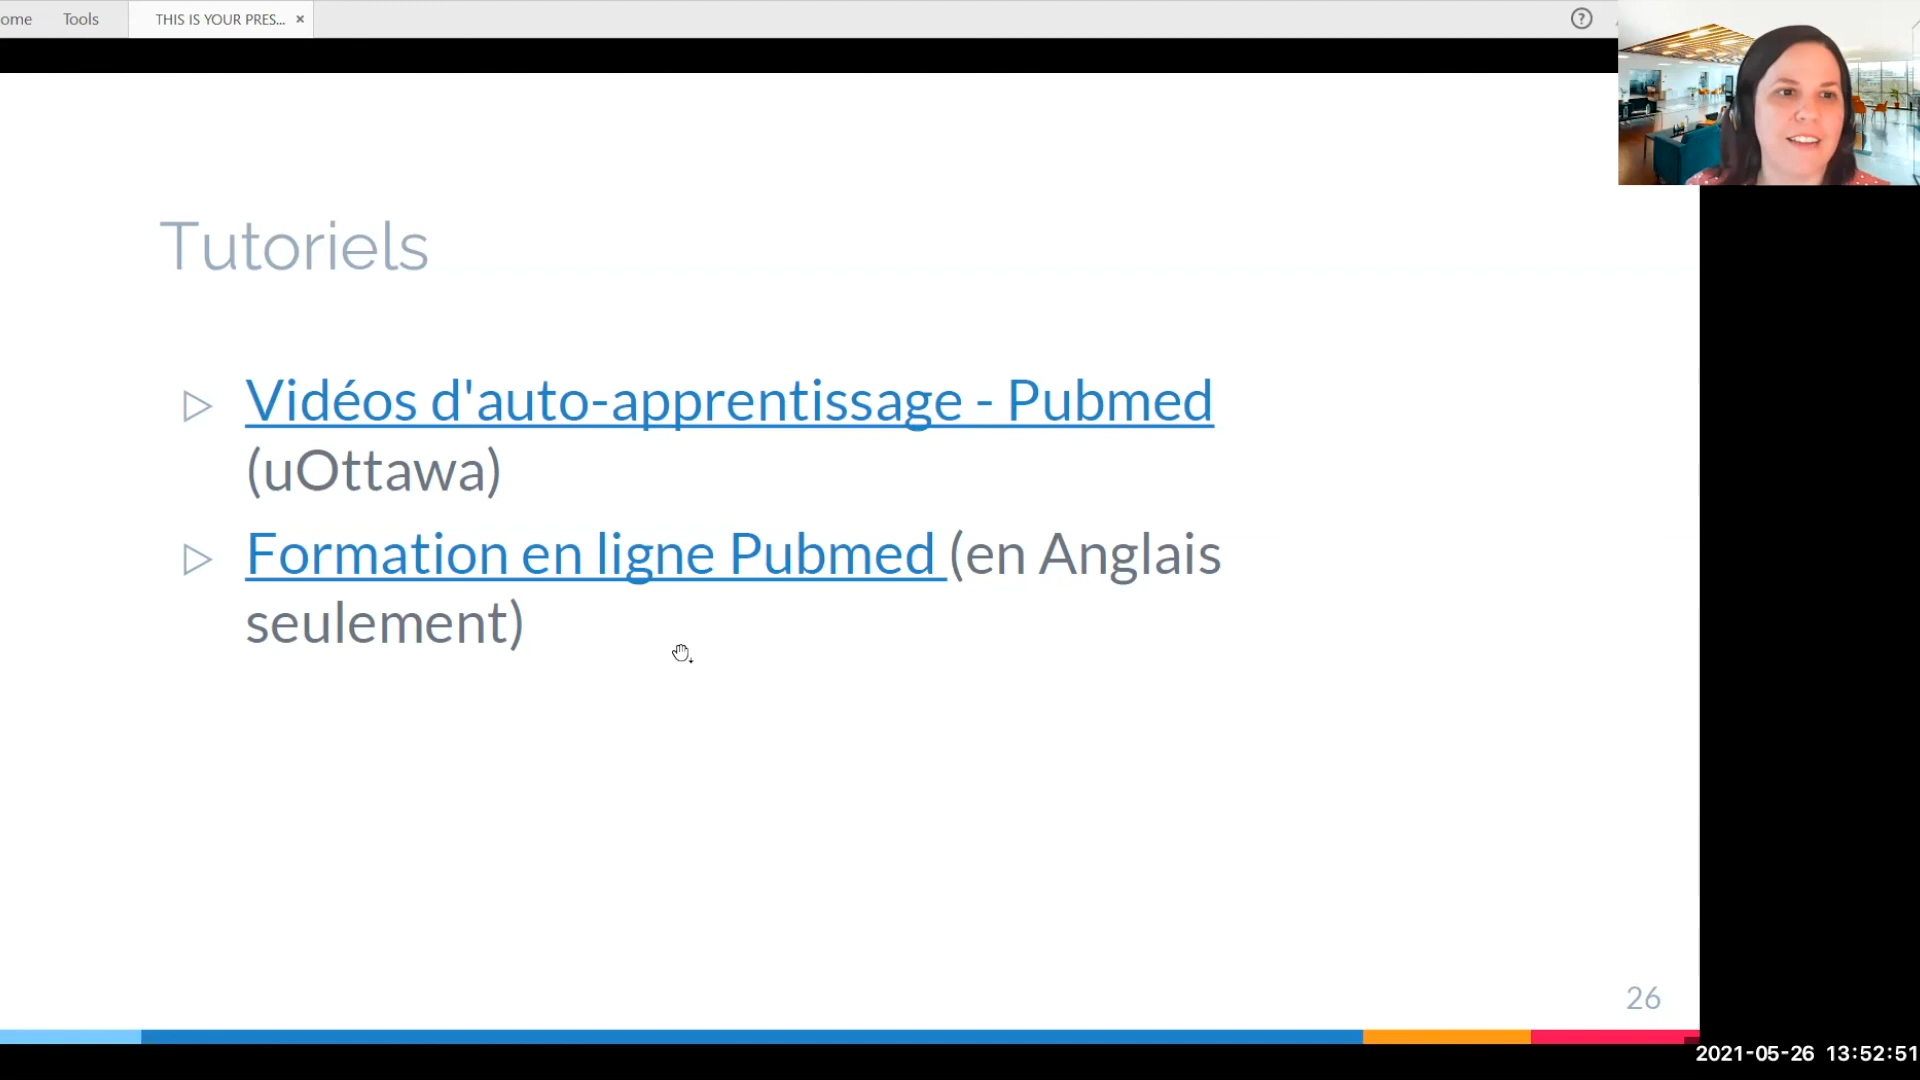 ome Tools THIS IS YOUR PRES... ×
?
Tutoriels
▷ Vidéos d'auto-apprentissage - Pubmed
(uOttawa)
▷ Formation en ligne Pubmed (en Anglais
seulement)
26
2021-05-26 13:52:51